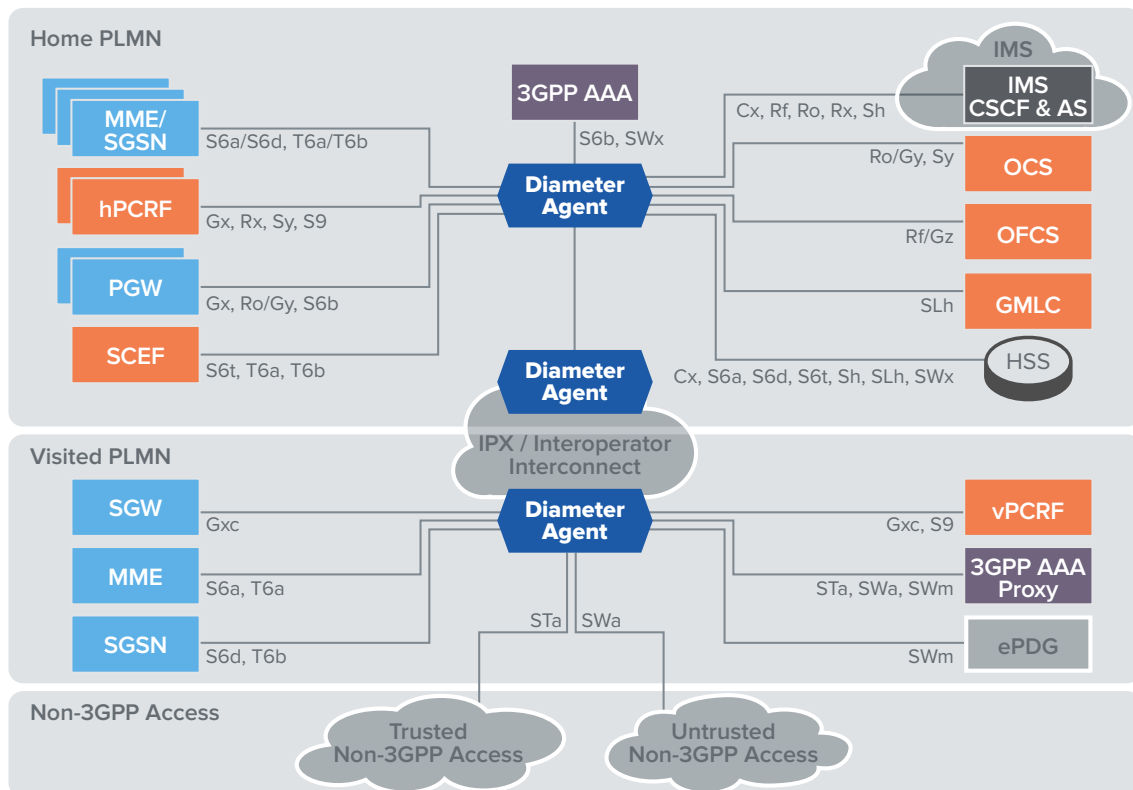 Home PLMN
IMS
MME/
SGSN
S6a/S6d, T6a/T6b
3GPP AAA
S6b, SWx
Cx, Rf, Ro, Rx, Sh
IMS
CSCF & AS
Diameter
Agent
Ro/Gy, Sy
OCS
hPCRF
Gx, Rx, Sy, S9
Rf/Gz
OFCS
PGW
Gx, Ro/Gy, S6b
SLh
GMLC
SCEF
S6t, T6a, T6b
Diameter
Agent
Cx, S6a, S6d, S6t, Sh, SLh, SWx
HSS
IPX / Interoperator
Interconnect
Visited PLMN
SGW
Gxc
Diameter
Agent
Gxc, S9
vPCRF
MME
S6a, T6a
STa, SWa, SWm
3GPP AAA
Proxy
SGSN
S6d, T6b
STa
SWa
SWm
ePDG
Non-3GPP Access
Trusted
Non-3GPP Access
Untrusted
Non-3GPP Access